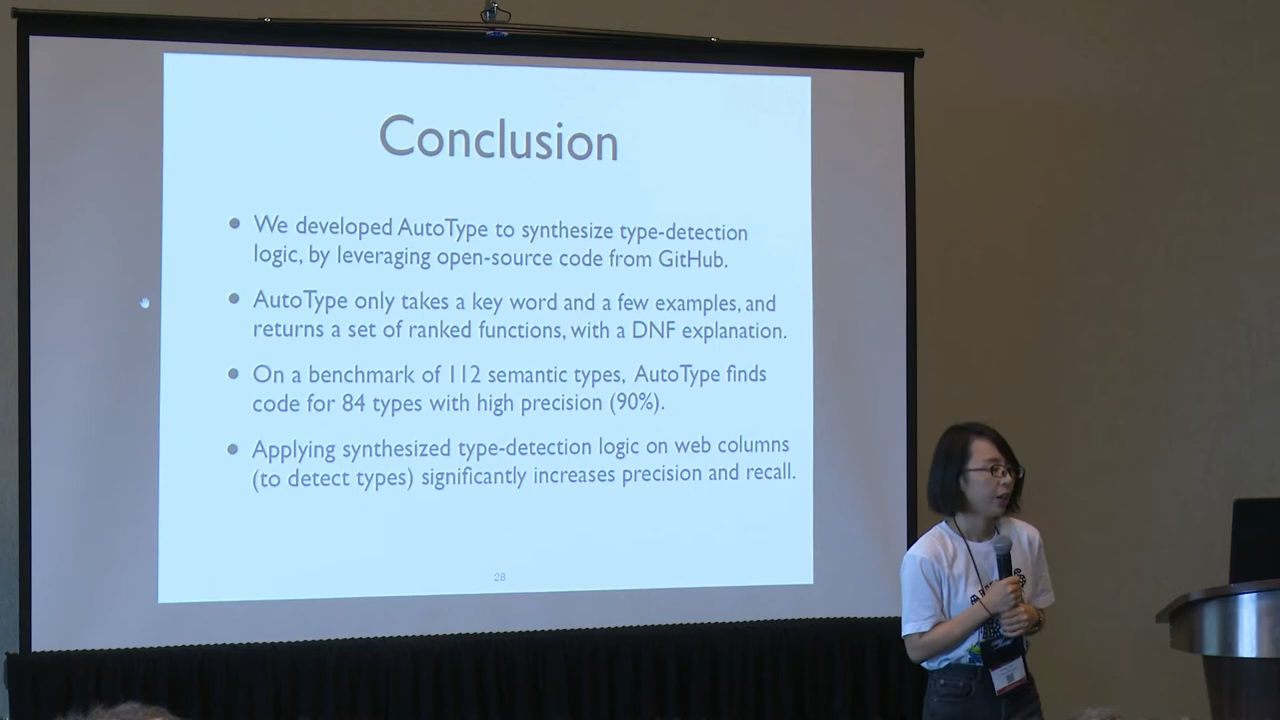 Conclusion
We developed AutoType to synthesize type-detection
logic, by leveraging open-source code from GitHub.
AutoType only takes a key word and a few examples, and
returns a set of ranked functions, with a DNF explanation.
On a benchmark of 112 semantic types, AutoType finds
code for 84 types with high precision (90%).
Applying synthesized type-detection logic on web columns
(to detect types) significantly increases precision and recall.
28